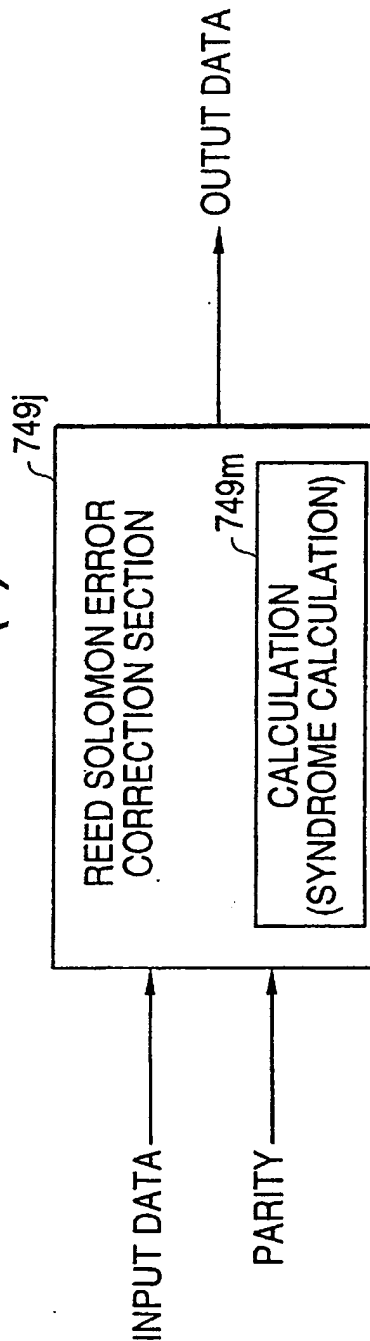 749j
REED SOLOMON ERROR
CORRECTION SECTION
749m
CALCULATION
(SYNDROME CALCULATION)
INPUT DATA
PARITY
OUTUT DATA